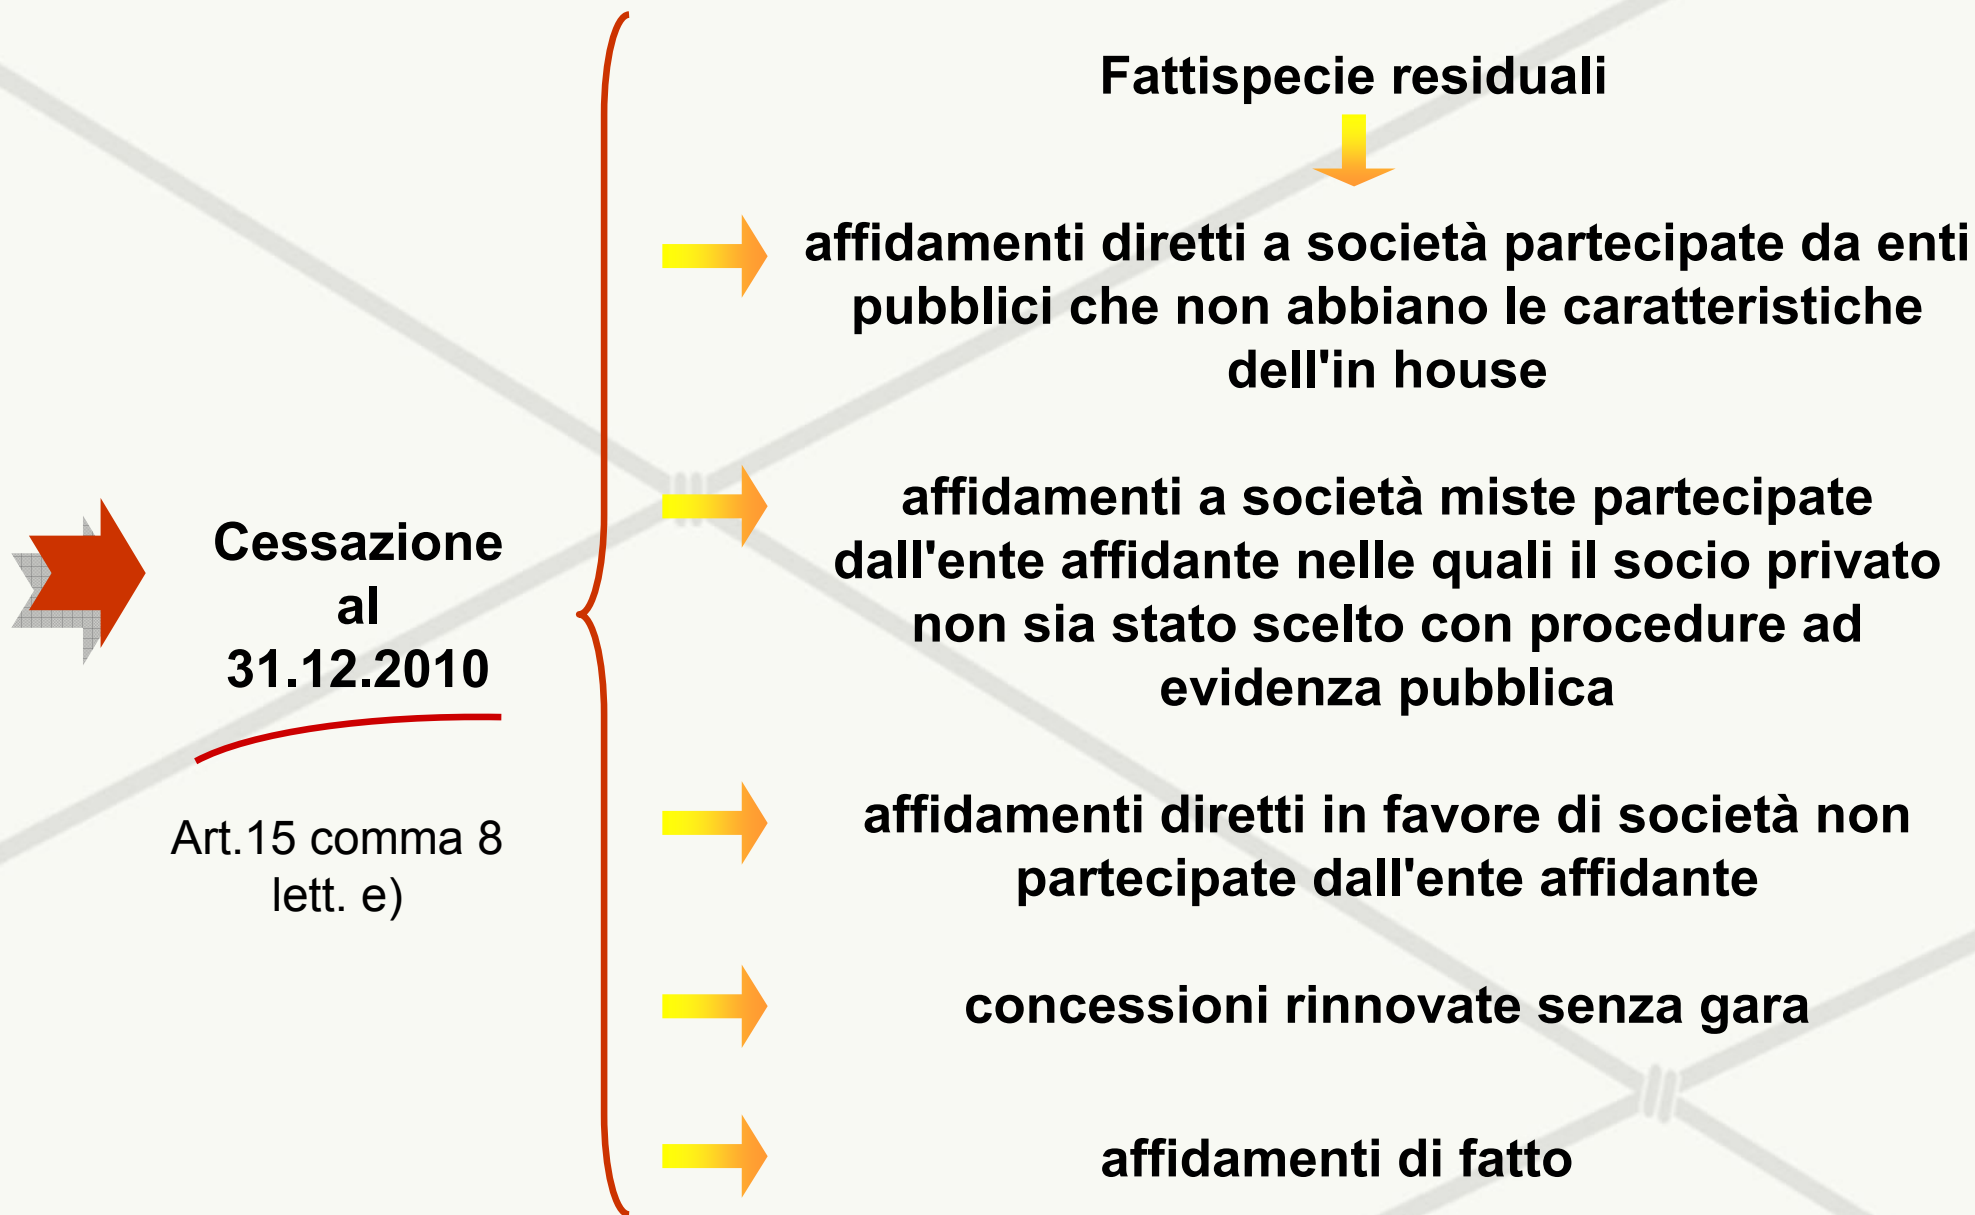 Cessazione
al
31.12.2010
Art.15 comma 8
lett. e)
Fattispecie residuali
affidamenti diretti a società partecipate da enti
pubblici che non abbiano le caratteristiche
dell'in house
affidamenti a società miste partecipate
dall'ente affidante nelle quali il socio privato
non sia stato scelto con procedure ad
evidenza pubblica
affidamenti diretti in favore di società non
partecipate dall'ente affidante
concessioni rinnovate senza gara
affidamenti di fatto